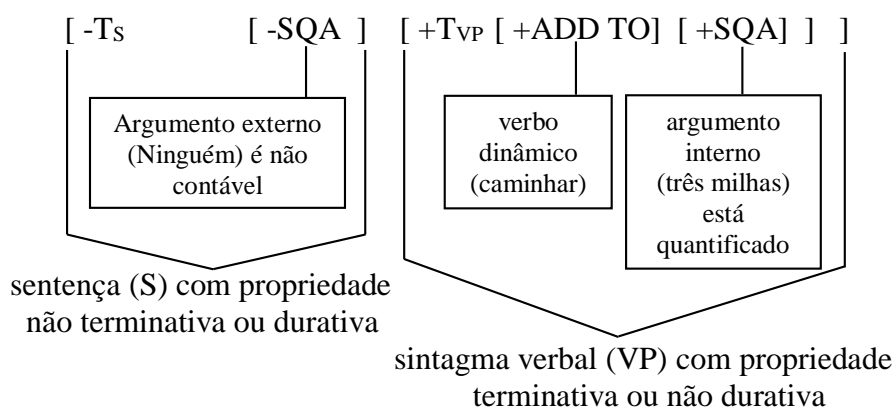 [ -TS [ -SQA ] [ +TVP [ +ADD TO] [ +SQA] ] ]
Argumento externo
(Ninguém) é não
contável
verbo
dinâmico
(caminhar)
argumento
interno
(três milhas)
está
quantificado
sentença (S) com propriedade
não terminativa ou durativa
sintagma verbal (VP) com propriedade
terminativa ou não durativa